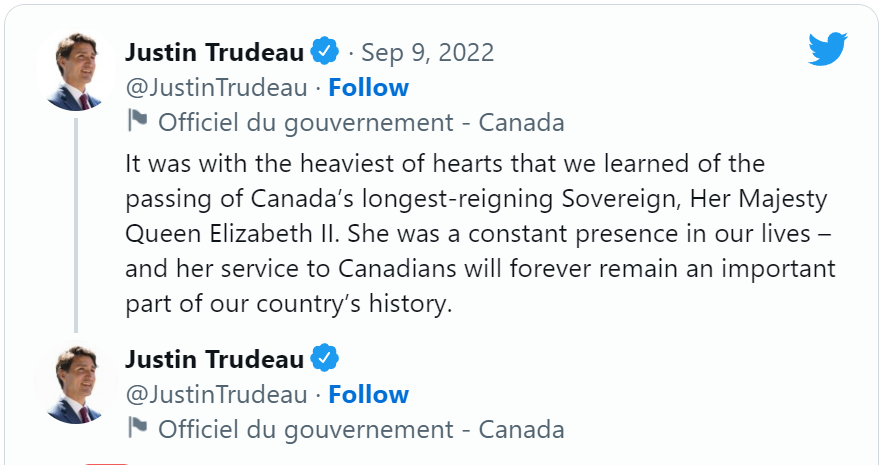 Justin Trudeau · Sep 9, 2022
@JustinTrudeau · Follow
Officiel du gouvernement - Canada
It was with the heaviest of hearts that we learned of the
passing of Canada’s longest-reigning Sovereign, Her Majesty
Queen Elizabeth II. She was a constant presence in our lives –
and her service to Canadians will forever remain an important
part of our country’s history.
Justin Trudeau
@JustinTrudeau · Follow
Officiel du gouvernement - Canada